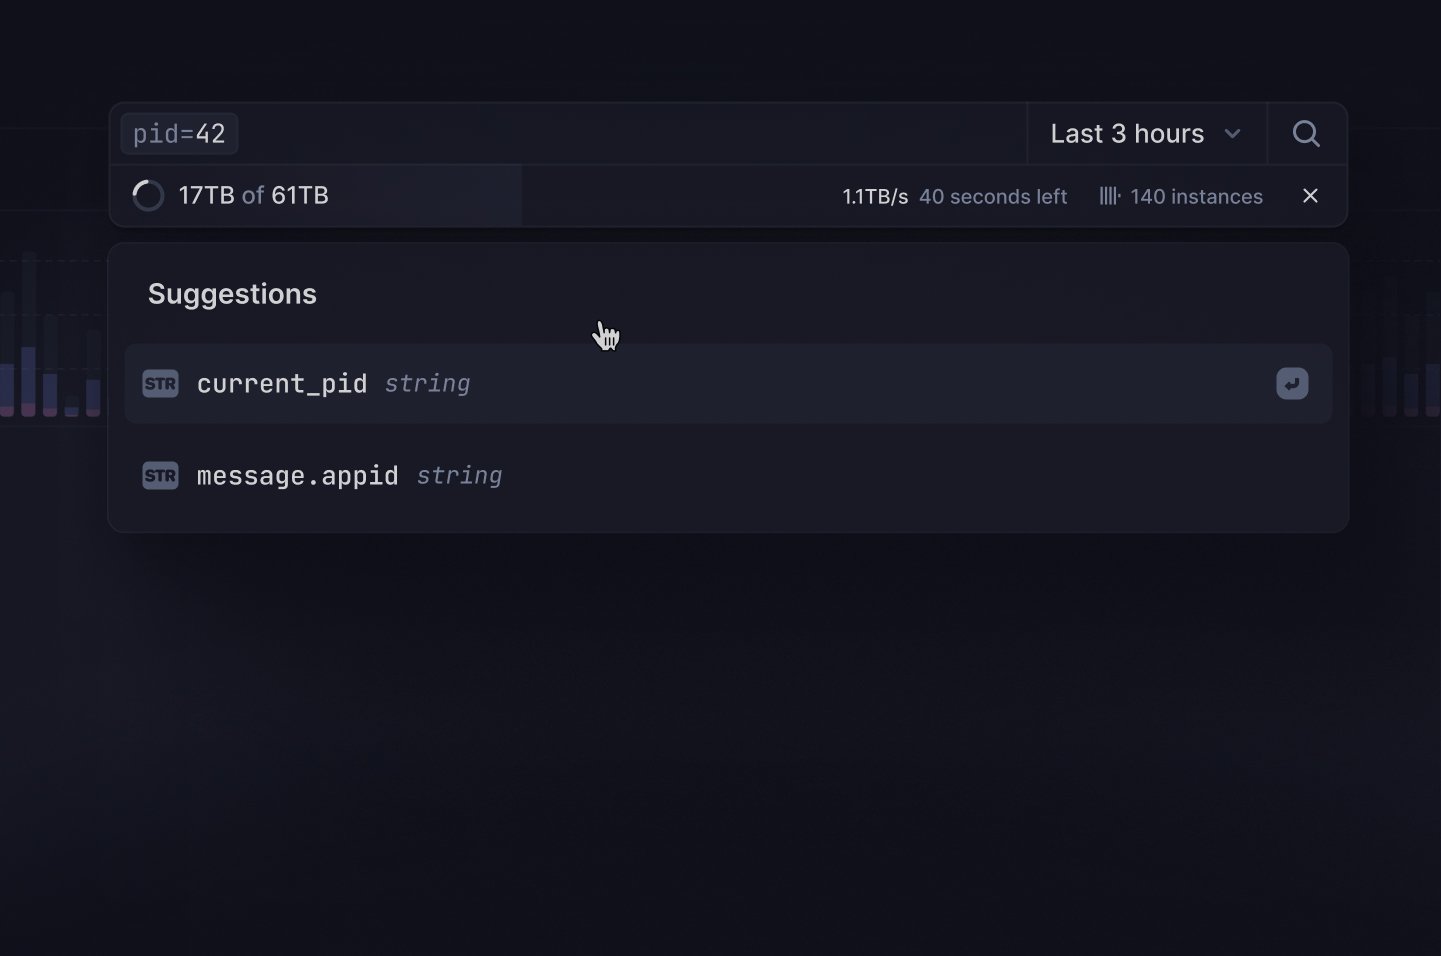 pid=42
Last 3 hours
17TB of 61TB
1.1TB/s 40 seconds left 140 instances
Suggestions
STR current_pid string
STR message.appid string